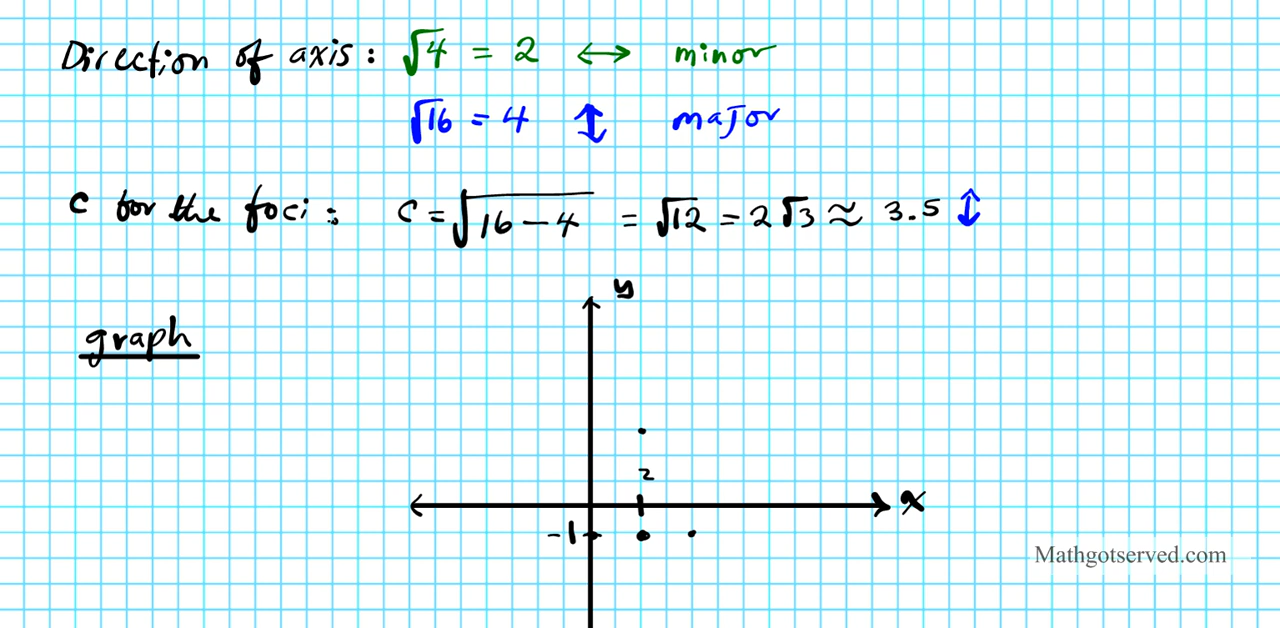 Direction of axis: √4 = 2 ↔ minor
√16 = 4 ↕ major
c for the foci: c = √16 - 4 = √12 = 2√3 ≈ 3.5 ↕
y
graph
2
x
-1
Mathgotserved.com